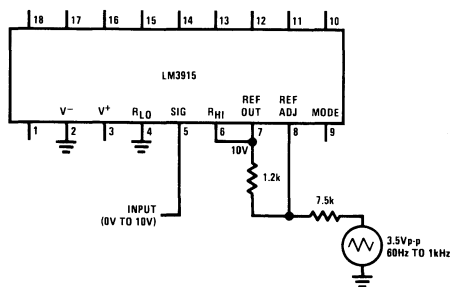 18 17 16 15 14 13 12 11 10
LM3915
REF REF
V− V+ RLO SIG RHI OUT ADJ MODE
1 2 3 4 5 6 7 8 9
10V
1.2k
7.5k
INPUT
(0V TO 10V)
3.5Vp-p
60Hz TO 1kHz